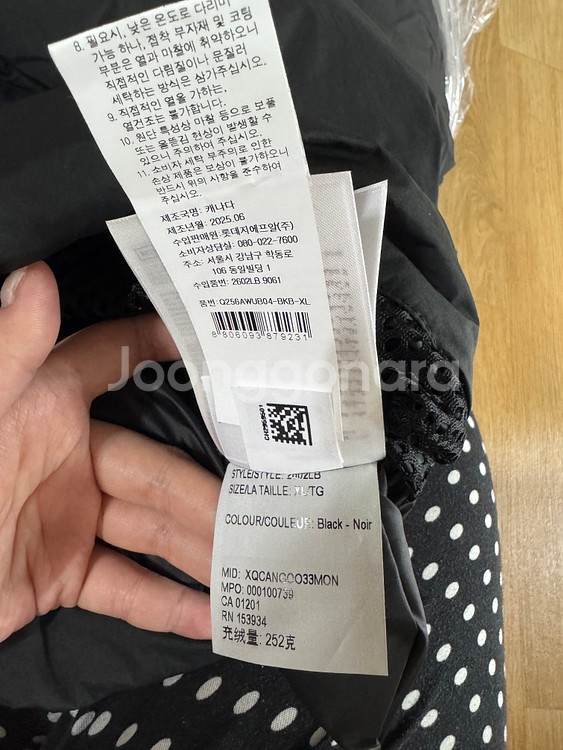 8. 필요시, 낮은 온도로 다리미
가능 하나, 접착 부자재 및 코팅
부분은 열과 마찰에 취약하오니
직접적인 다림질이나 문질러
세탁하는 방식은 삼가주십시오.
9. 직접적인 열을 가하는,
열건조는 불가합니다.
10. 원단 특성상 마찰 등으로 보풀
또는 올뜯김 현상이 발생할 수
있으니 주의하여 주십시오.
11. 소비자 세탁 부주의로 인한
손상 제품은 보상이 불가하오니
반드시 위의 사항을 준수하여
주십시오.
제조국명: 캐나다
제조년월: 2025.06
수입판매원: 롯데지에프알(주)
소비자상담실: 080-022-7600
주소: 서울시 강남구 학동로
106 동일빌딩 1
수입품번: 2602LB.9061
품번: Q256AWUB04-BKB-XL
8806093879231
Joongaonara
CH2969501
STYLE/STYLE: 2602LB
SIZE/LA TAILLE: XL/TG
COLOUR/COULEUR: Black - Noir
MID: XQCANGOO33MON
MPO: 000100739
CA 01201
RN 153934
充绒量: 252克